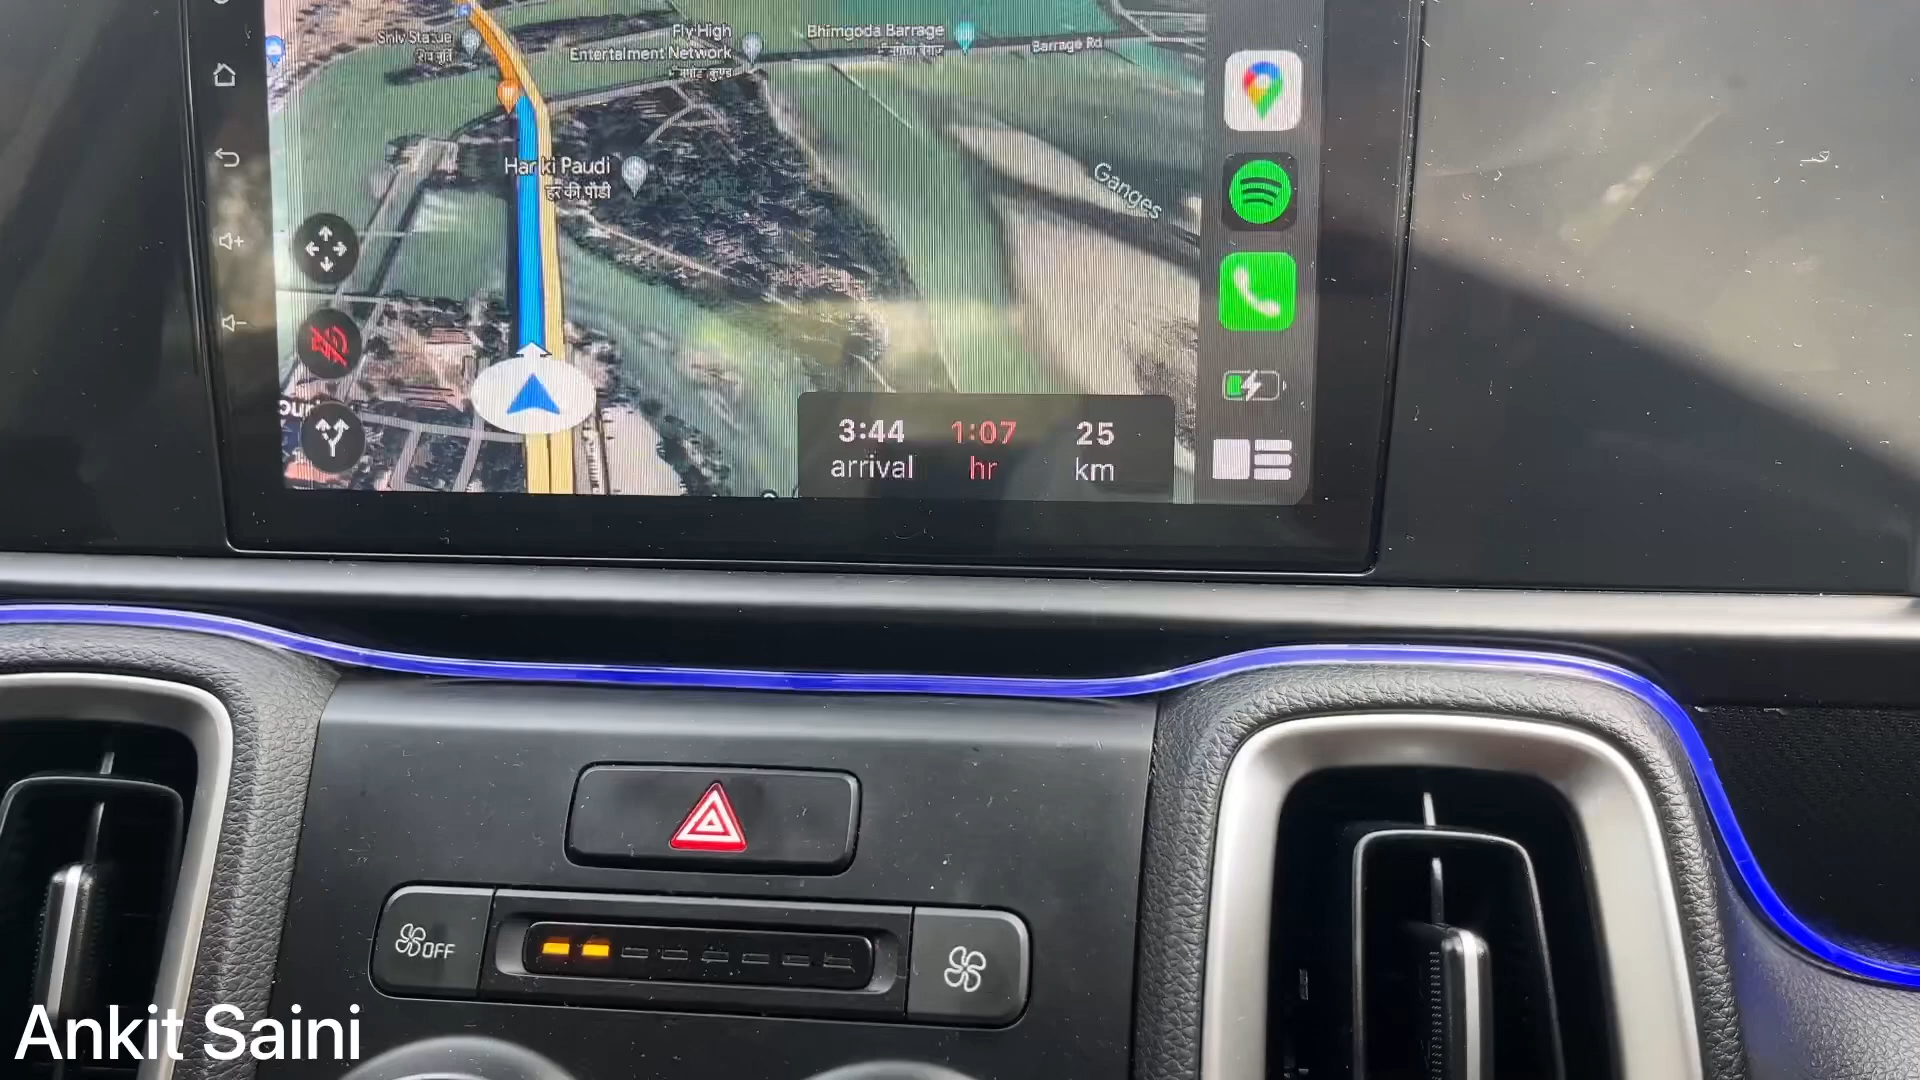 Shiv Statue
शिव मूर्ति
Fly High
Entertaiment Network
Bhimgoda Barrage
Barrage Rd
Har ki Paudi
हर की पौड़ी
Ganges
3:44
1:07
25
arrival
hr
km
OFF
Ankit Saini